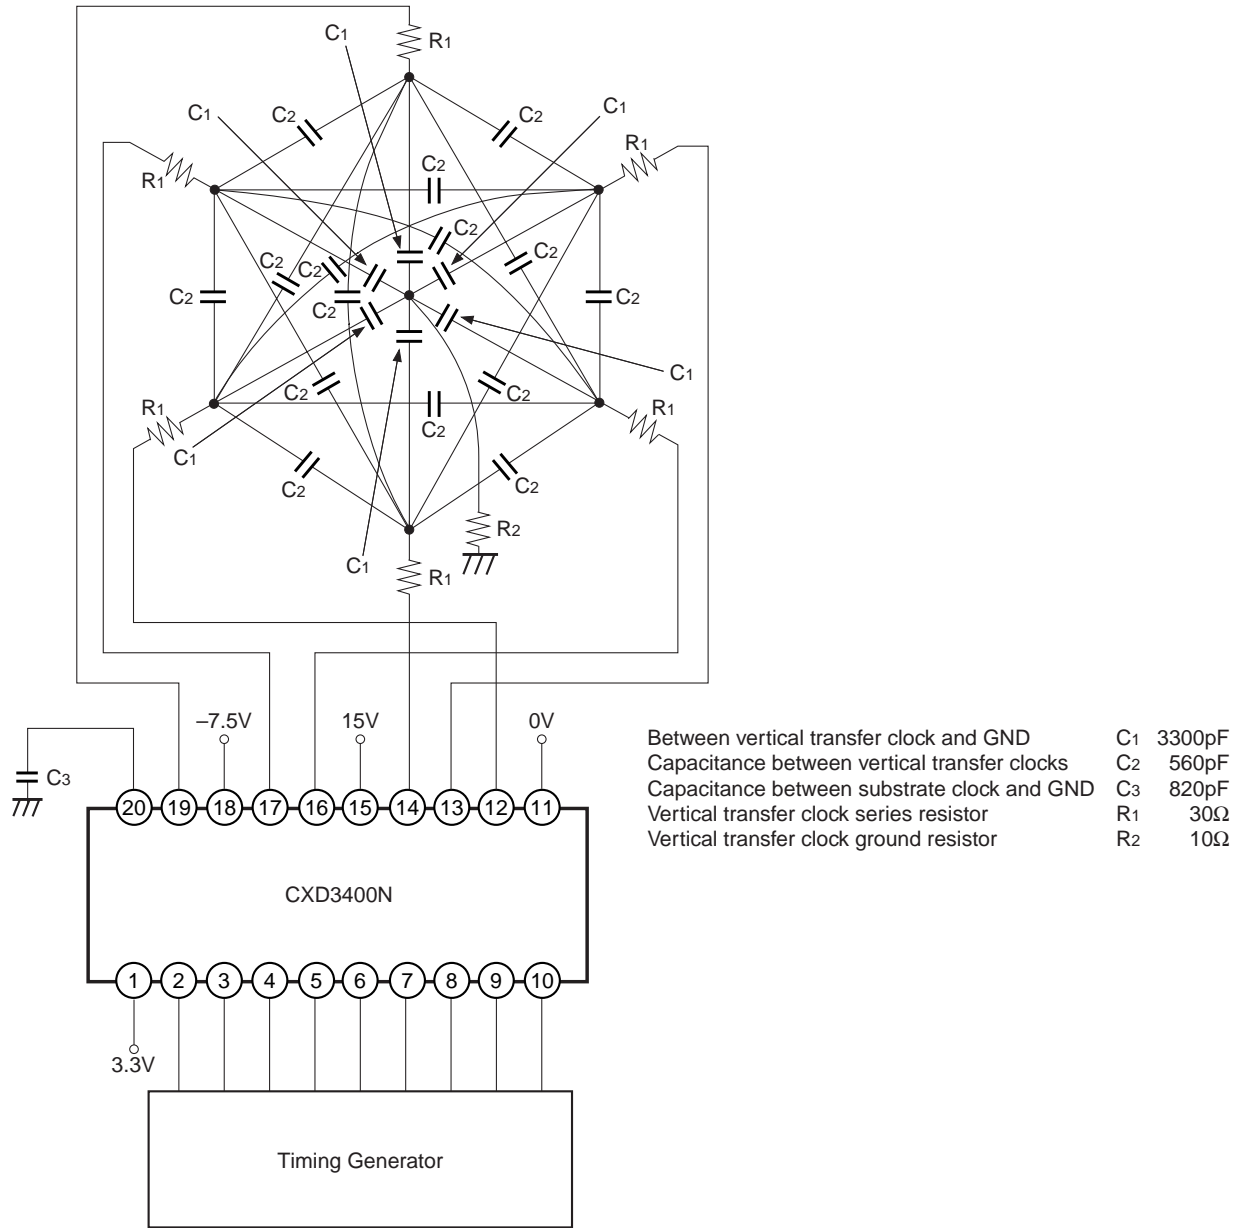 R1
C1
C2
C2
C1
C1
R1
R1
C2
C2
C2
C2
C2
C2
C2
C2
C2
C1
C2
C2
C2
R1
R1
C1
C2
C2
C2
R2
C1
R1
–7.5V
15V
0V
C3
20 19 18 17 16 15 14 13 12 11
CXD3400N
1 2 3 4 5 6 7 8 9 10
3.3V
Timing Generator
Between vertical transfer clock and GND C1 3300pF
Capacitance between vertical transfer clocks C2 560pF
Capacitance between substrate clock and GND C3 820pF
Vertical transfer clock series resistor R1 30Ω
Vertical transfer clock ground resistor R2 10Ω